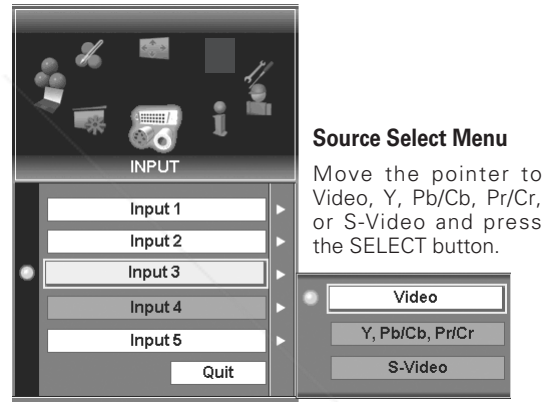 INPUT
Input 1
Input 2
Input 3
Input 4
Input 5
Quit
Source Select Menu
Move the pointer to
Video, Y, Pb/Cb, Pr/Cr,
or S-Video and press
the SELECT button.
Video
Y, Pb/Cb, Pr/Cr
S-Video